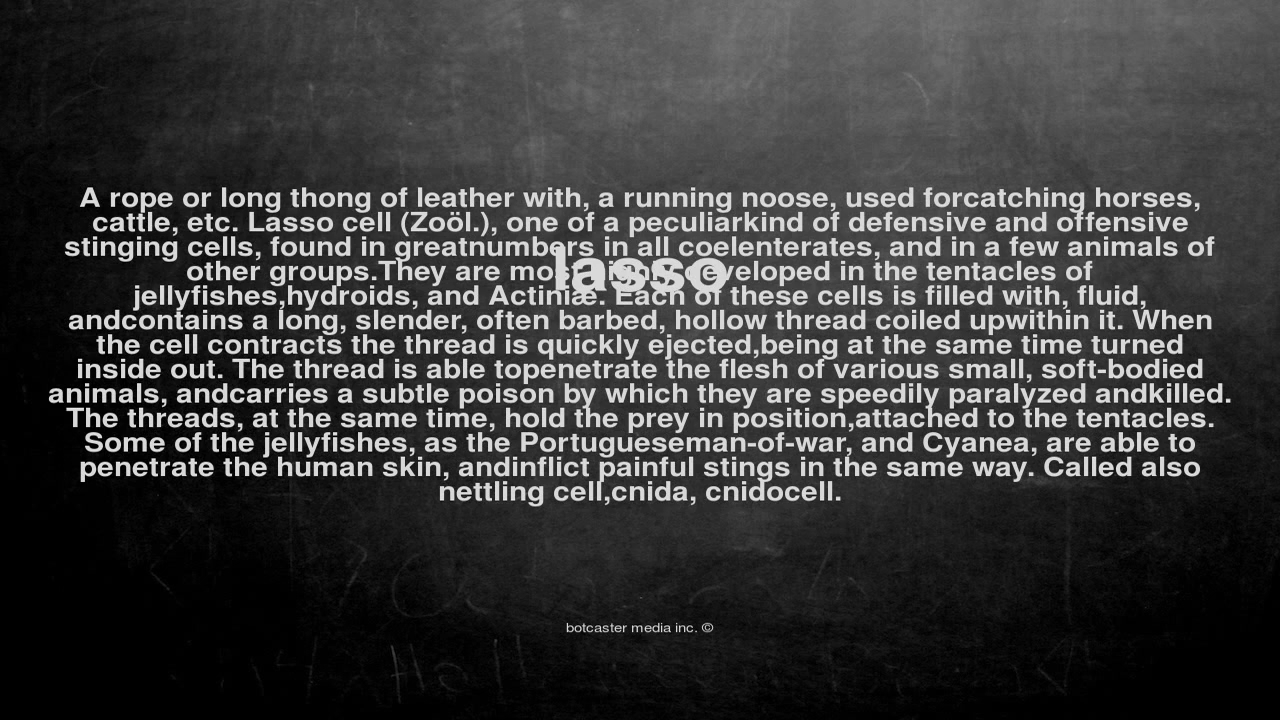 A rope or long thong of leather with, a running noose, used forcatching horses,
cattle, etc. Lasso cell (Zoöl.), one of a peculiarkind of defensive and offensive
stinging cells, found in greatnumbers in all coelenterates, and in a few animals of
lasso
other groups.They are most highly developed in the tentacles of
jellyfishes,hydroids, and Actiniæ. Each of these cells is filled with, fluid,
andcontains a long, slender, often barbed, hollow thread coiled upwithin it. When
the cell contracts the thread is quickly ejected,being at the same time turned
inside out. The thread is able topenetrate the flesh of various small, soft-bodied
animals, andcarries a subtle poison by which they are speedily paralyzed andkilled.
The threads, at the same time, hold the prey in position,attached to the tentacles.
Some of the jellyfishes, as the Portugueseman-of-war, and Cyanea, are able to
penetrate the human skin, andinflict painful stings in the same way. Called also
nettling cell,cnida, cnidocell.
botcaster media inc. ©